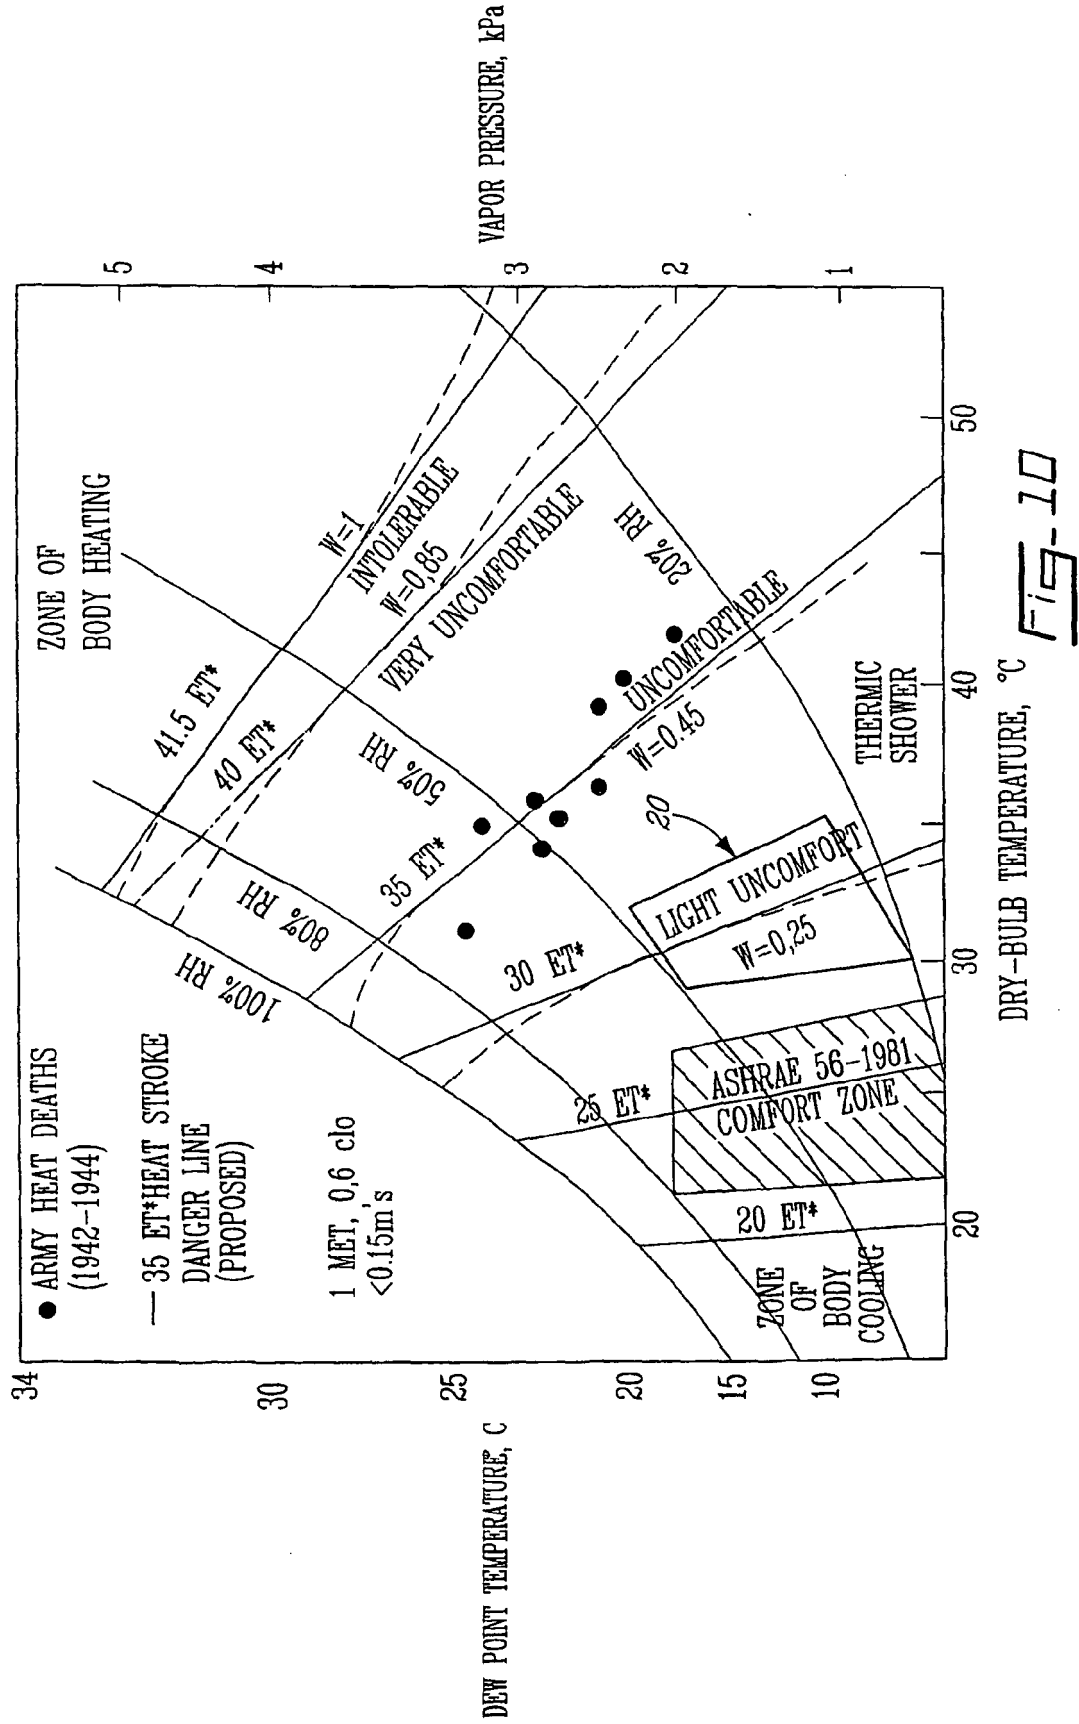 ARMY HEAT DEATHS
(1942-1944)
35 ET*HEAT STROKE
DANGER LINE
(PROPOSED)
1 MET, 0,6 clo
<0.15m's
ZONE OF
BODY HEATING
100% RH
80% RH
50% RH
20% RH
41.5 ET*
40 ET*
35 ET*
30 ET*
25 ET*
20 ET*
W=1
INTOLERABLE
W=0,85
VERY UNCOMFORTABLE
UNCOMFORTABLE
W=0.45
20
LIGHT UNCOMFORT
W=0,25
THERMIC
SHOWER
ASHRAE 56-1981
COMFORT ZONE
ZONE
OF
BODY
COOLING
DEW POINT TEMPERATURE, C
34
30
25
20
15
10
VAPOR PRESSURE, kPa
5
4
3
2
1
20
30
40
50
DRY-BULB TEMPERATURE, °C
Fig-10